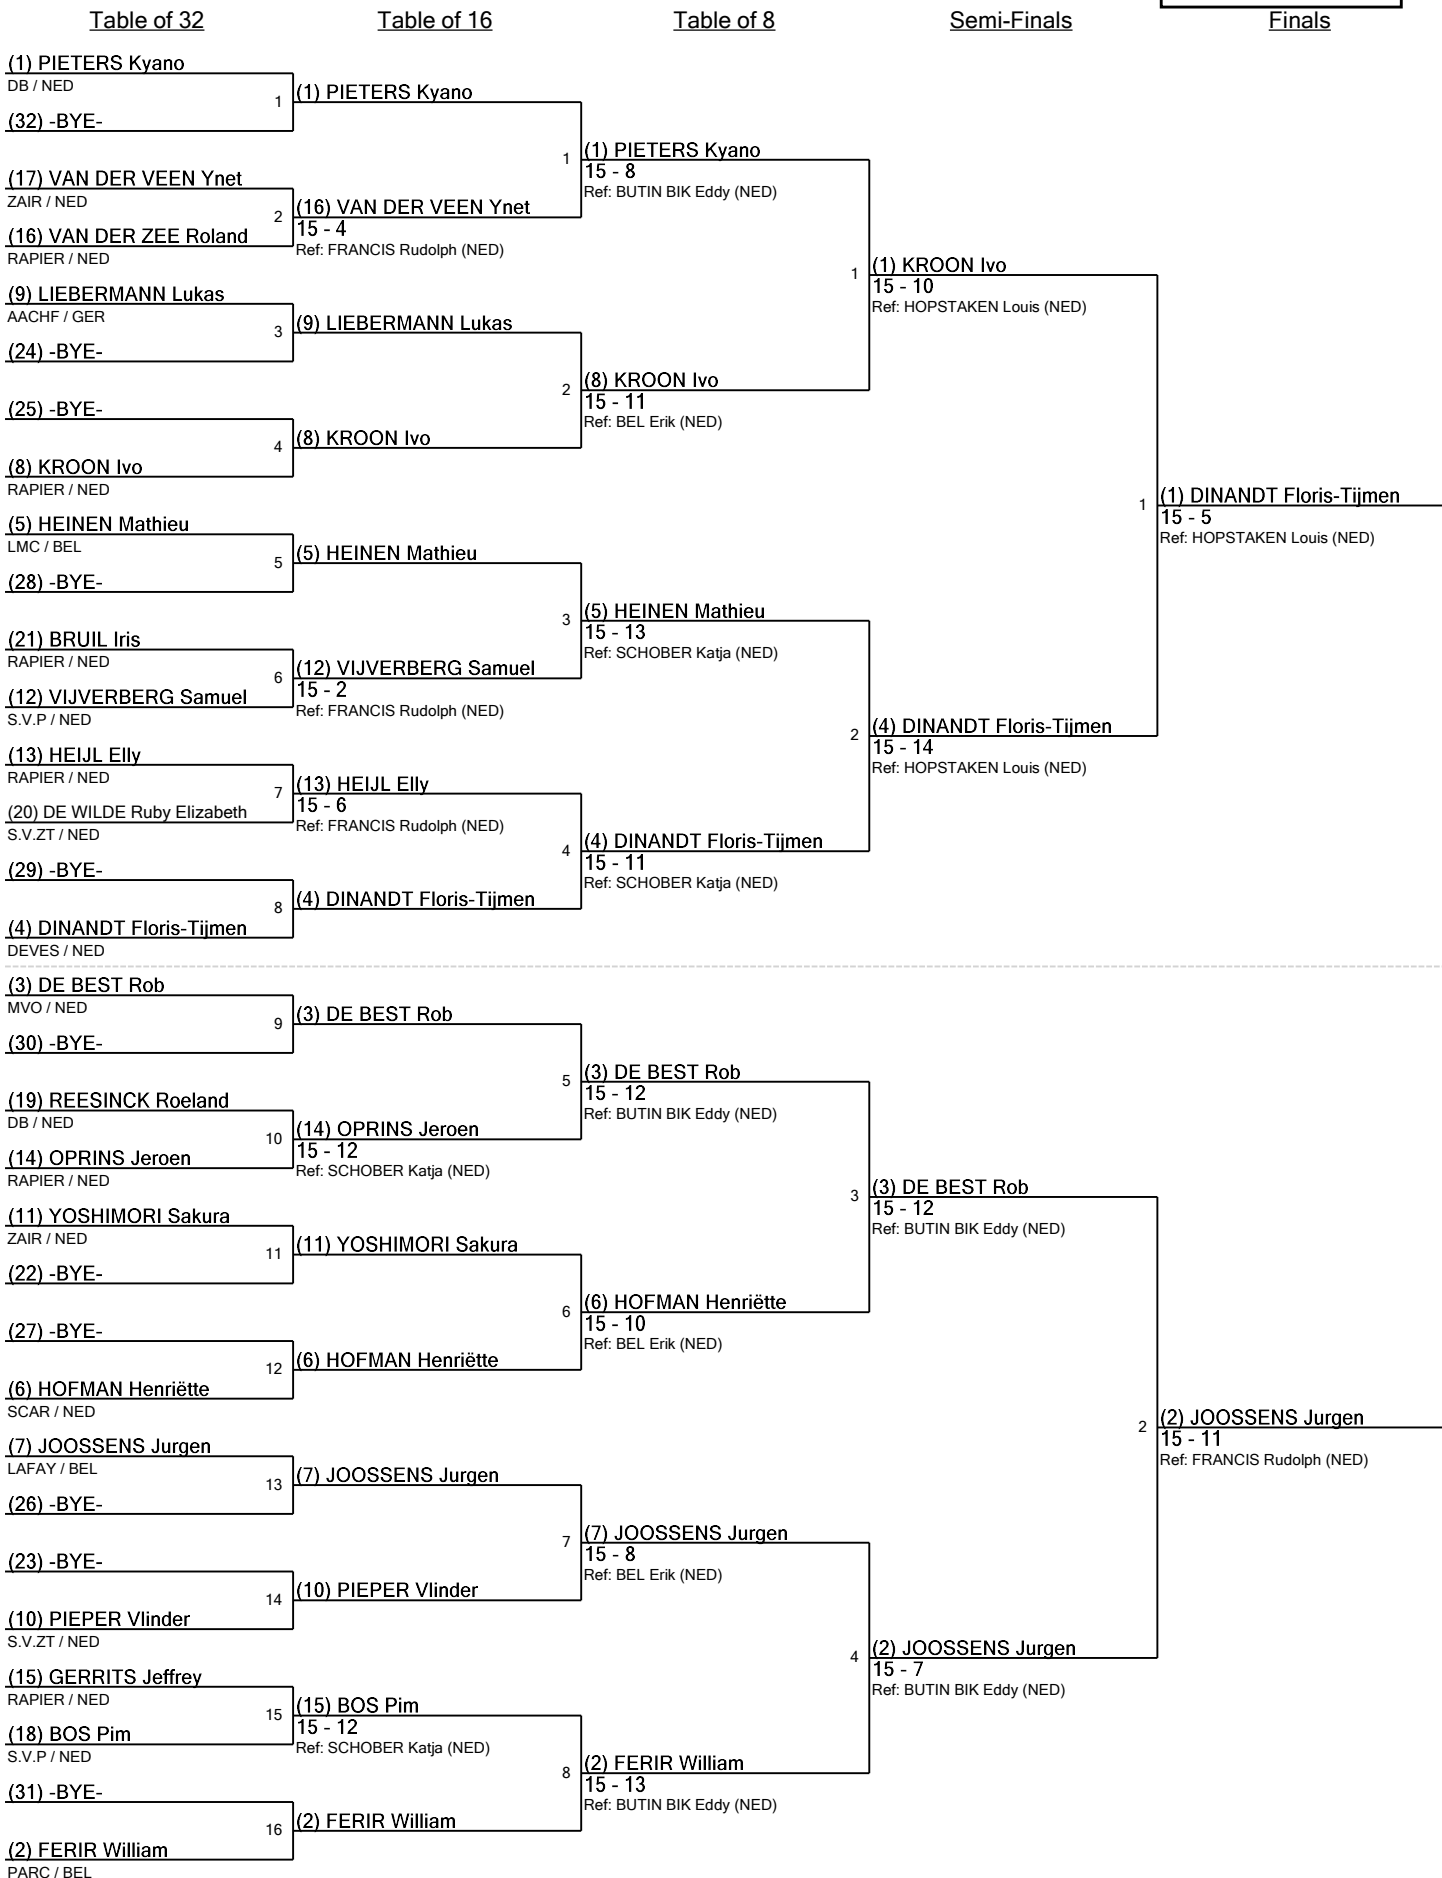 Table of 32
Table of 16
Table of 8
Semi-Finals
Finals
(1) PIETERS Kyano
DB / NED
1
(32) -BYE-
(17) VAN DER VEEN Ynet
ZAIR / NED
2
(16) VAN DER ZEE Roland
RAPIER / NED
(9) LIEBERMANN Lukas
AACHF / GER
3
(24) -BYE-
(25) -BYE-
4
(8) KROON Ivo
RAPIER / NED
(5) HEINEN Mathieu
LMC / BEL
5
(28) -BYE-
(21) BRUIL Iris
RAPIER / NED
6
(12) VIJVERBERG Samuel
S.V.P / NED
(13) HEIJL Elly
RAPIER / NED
7
(20) DE WILDE Ruby Elizabeth
S.V.ZT / NED
(29) -BYE-
8
(4) DINANDT Floris-Tijmen
DEVES / NED
(3) DE BEST Rob
MVO / NED
9
(30) -BYE-
(19) REESINCK Roeland
DB / NED
10
(14) OPRINS Jeroen
RAPIER / NED
(11) YOSHIMORI Sakura
ZAIR / NED
11
(22) -BYE-
(27) -BYE-
12
(6) HOFMAN Henriëtte
SCAR / NED
(7) JOOSSENS Jurgen
LAFAY / BEL
13
(26) -BYE-
(23) -BYE-
14
(10) PIEPER Vlinder
S.V.ZT / NED
(15) GERRITS Jeffrey
RAPIER / NED
15
(18) BOS Pim
S.V.P / NED
(31) -BYE-
16
(2) FERIR William
PARC / BEL
(1) PIETERS Kyano
1
(16) VAN DER VEEN Ynet
15 - 4
Ref: FRANCIS Rudolph (NED)
(9) LIEBERMANN Lukas
2
(8) KROON Ivo
(5) HEINEN Mathieu
3
(12) VIJVERBERG Samuel
15 - 2
Ref: FRANCIS Rudolph (NED)
(13) HEIJL Elly
15 - 6
Ref: FRANCIS Rudolph (NED)
4
(4) DINANDT Floris-Tijmen
(3) DE BEST Rob
5
(14) OPRINS Jeroen
15 - 12
Ref: SCHOBER Katja (NED)
(11) YOSHIMORI Sakura
6
(6) HOFMAN Henriëtte
(7) JOOSSENS Jurgen
7
(10) PIEPER Vlinder
(15) BOS Pim
15 - 12
Ref: SCHOBER Katja (NED)
8
(2) FERIR William
(1) PIETERS Kyano
15 - 8
Ref: BUTIN BIK Eddy (NED)
1
(8) KROON Ivo
15 - 11
Ref: BEL Erik (NED)
(5) HEINEN Mathieu
15 - 13
Ref: SCHOBER Katja (NED)
2
(4) DINANDT Floris-Tijmen
15 - 11
Ref: SCHOBER Katja (NED)
(3) DE BEST Rob
15 - 12
Ref: BUTIN BIK Eddy (NED)
3
(6) HOFMAN Henriëtte
15 - 10
Ref: BEL Erik (NED)
(7) JOOSSENS Jurgen
15 - 8
Ref: BEL Erik (NED)
4
(2) FERIR William
15 - 13
Ref: BUTIN BIK Eddy (NED)
(1) KROON Ivo
15 - 10
Ref: HOPSTAKEN Louis (NED)
1
(4) DINANDT Floris-Tijmen
15 - 14
Ref: HOPSTAKEN Louis (NED)
(3) DE BEST Rob
15 - 12
Ref: BUTIN BIK Eddy (NED)
2
(2) JOOSSENS Jurgen
15 - 7
Ref: BUTIN BIK Eddy (NED)
(1) DINANDT Floris-Tijmen
15 - 5
Ref: HOPSTAKEN Louis (NED)
(2) JOOSSENS Jurgen
15 - 11
Ref: FRANCIS Rudolph (NED)